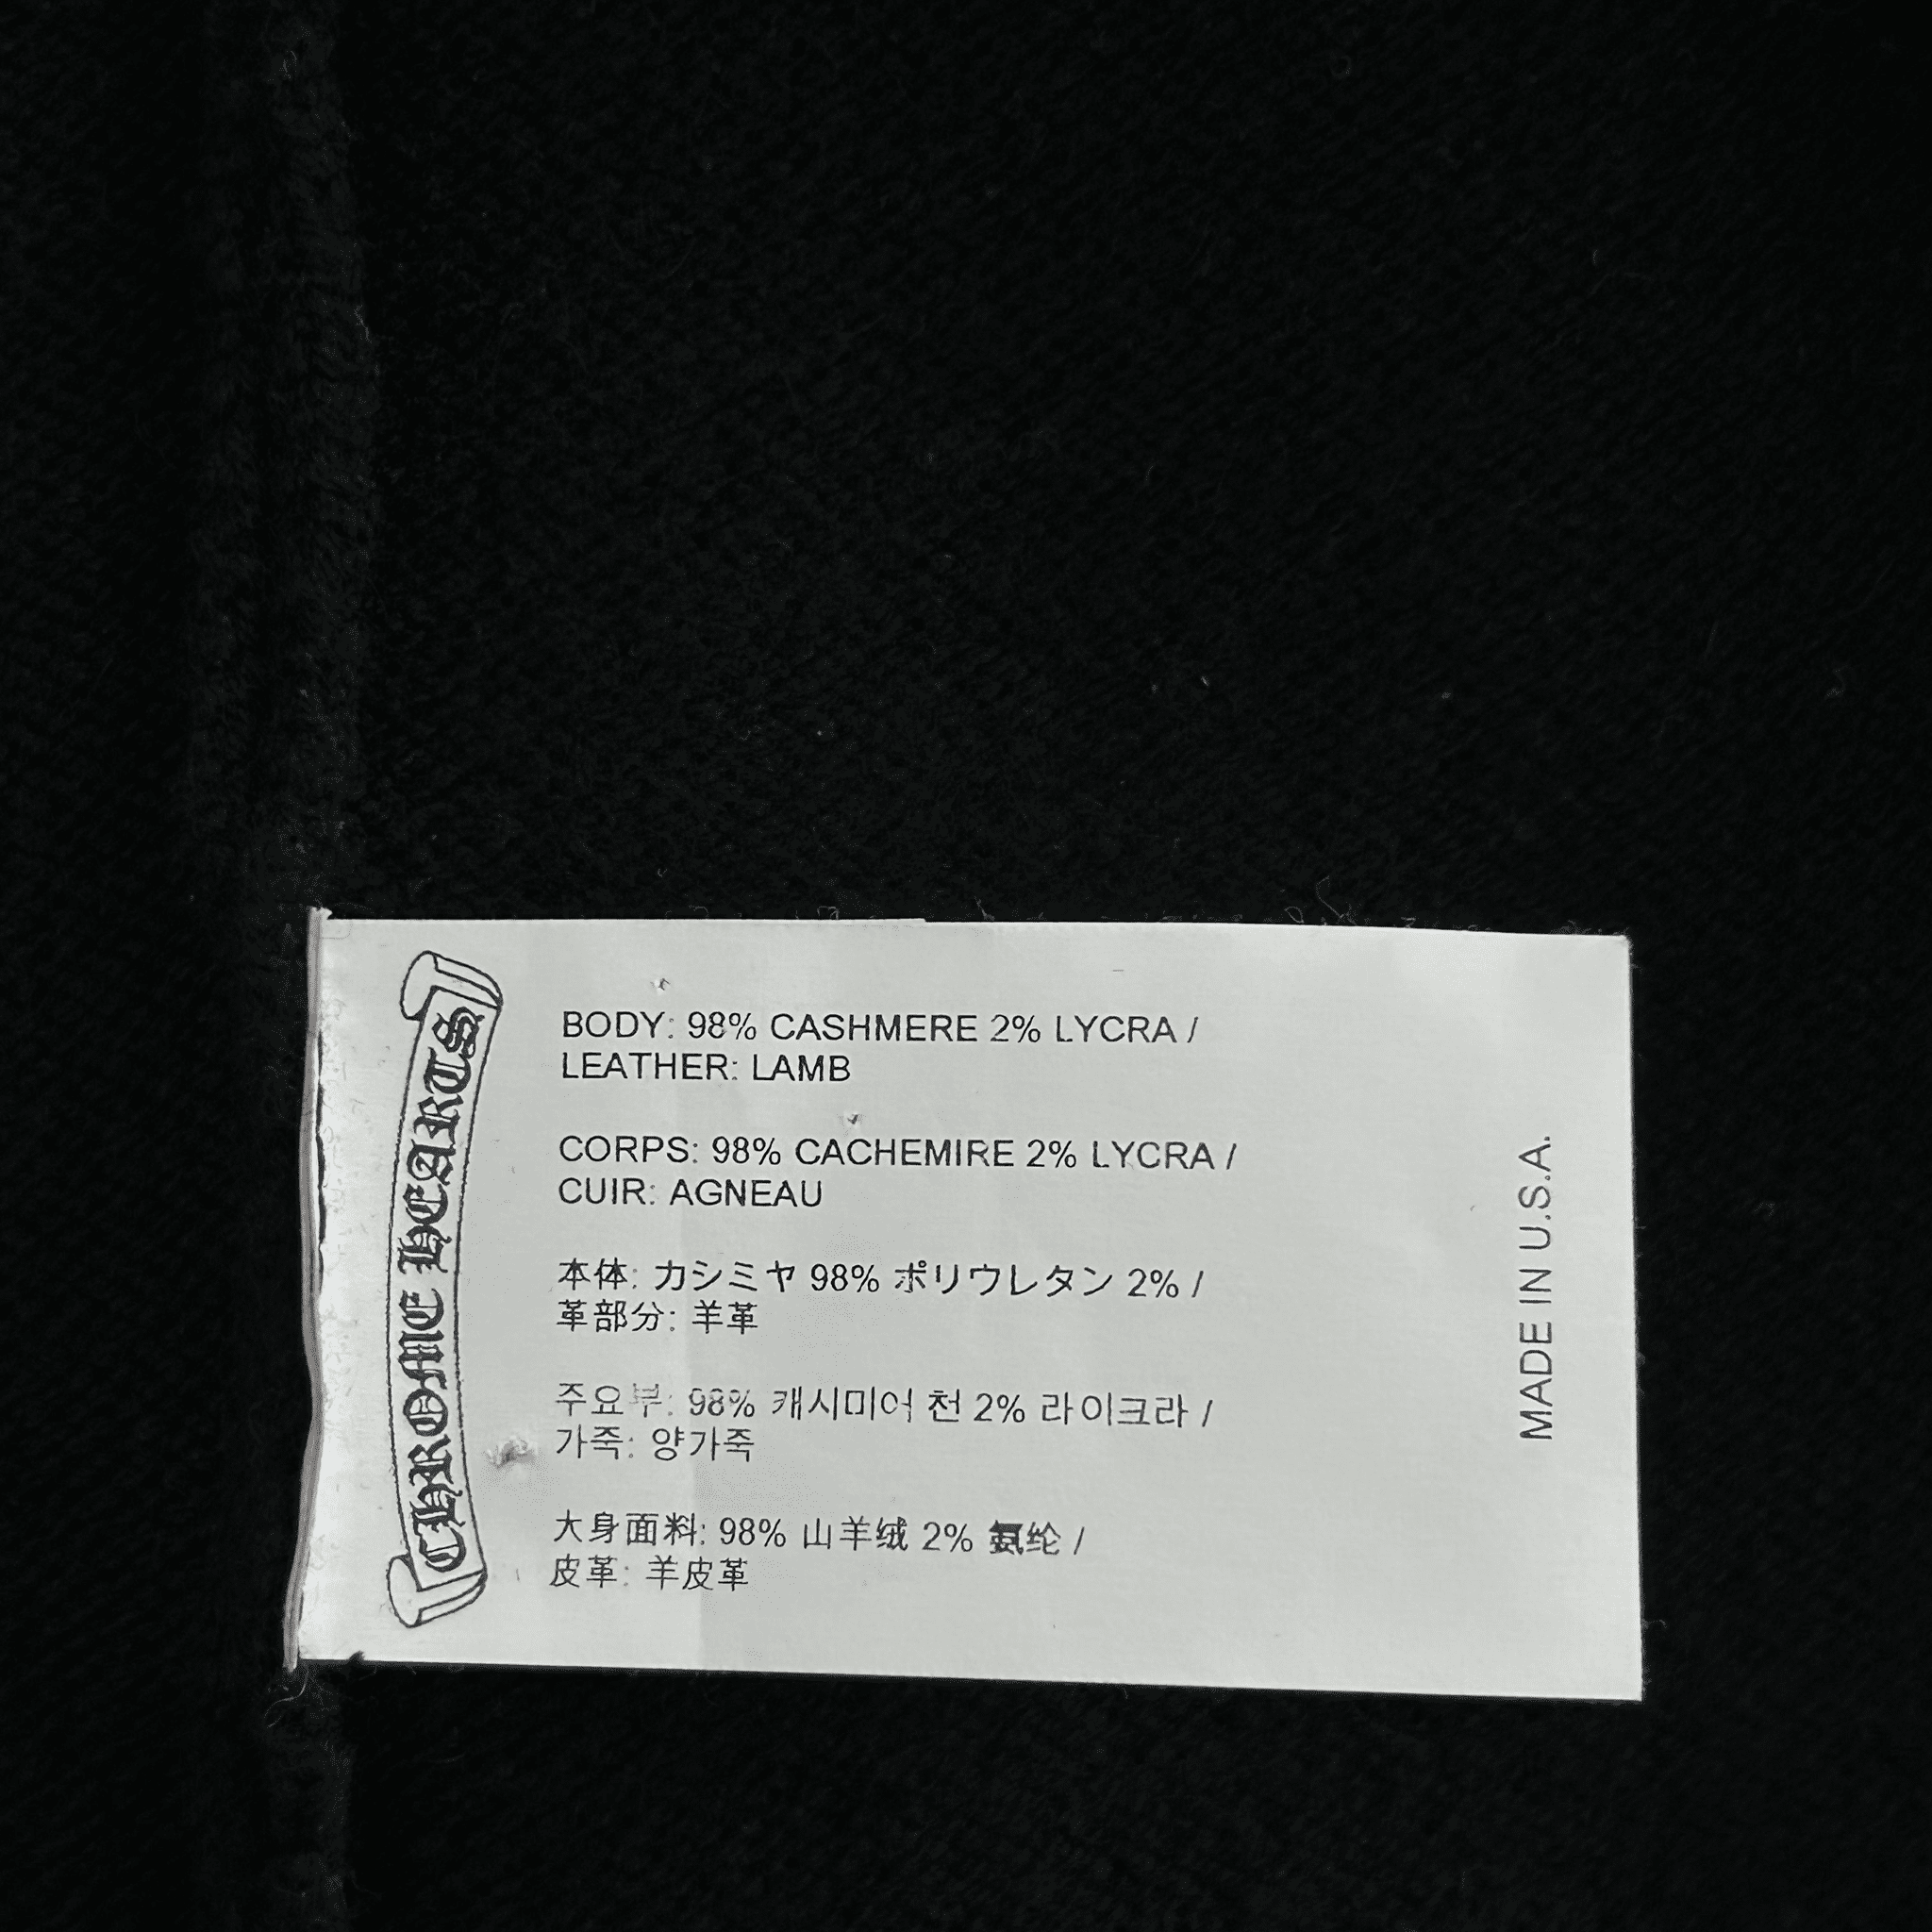 CHROME HEARTS
BODY: 98% CASHMERE 2% LYCRA /
LEATHER: LAMB
CORPS: 98% CACHEMIRE 2% LYCRA /
CUIR: AGNEAU
本体: カシミヤ 98% ポリウレタン 2% /
革部分: 羊革
주요부: 98% 캐시미어 천 2% 라이크라 /
가죽: 양가죽
大身面料: 98% 山羊绒 2% 氨纶 /
皮革: 羊皮革
MADE IN U.S.A.